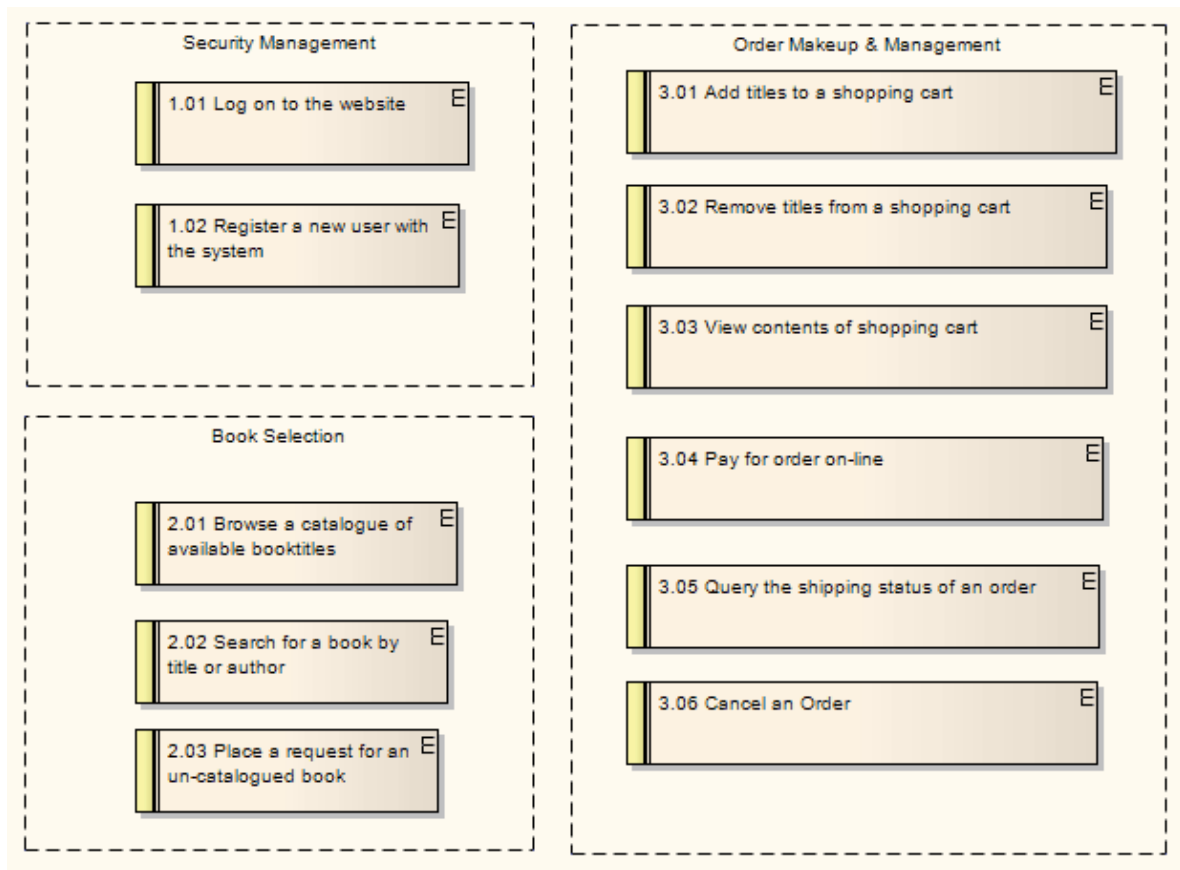 Security Management
1.01 Log on to the website
E
1.02 Register a new user with
the system
E
Book Selection
2.01 Browse a catalogue of
available booktitles
E
2.02 Search for a book by
title or author
E
2.03 Place a request for an
un-catalogued book
E
Order Makeup & Management
3.01 Add titles to a shopping cart
E
3.02 Remove titles from a shopping cart
E
3.03 View contents of shopping cart
E
3.04 Pay for order on-line
E
3.05 Query the shipping status of an order
E
3.06 Cancel an Order
E